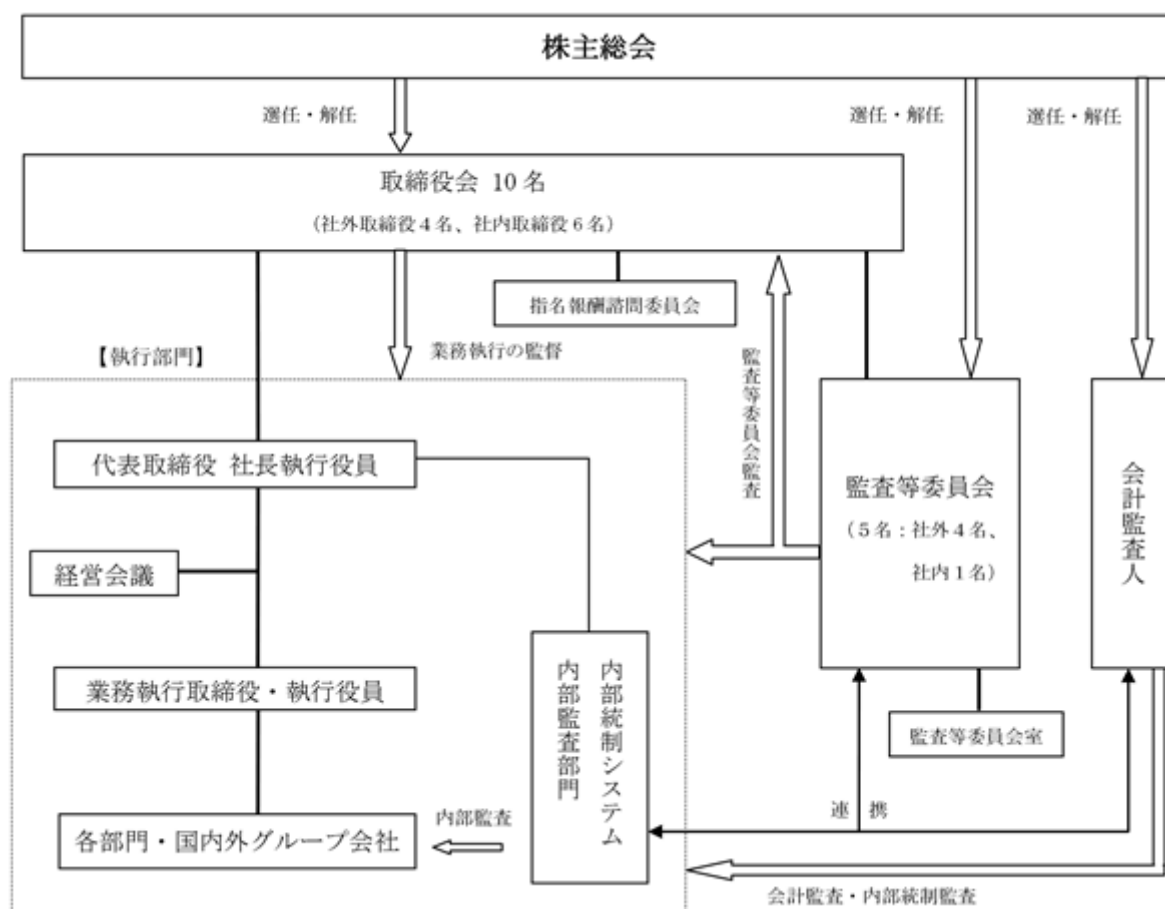 株主総会
選任・解任
選任・解任
選任・解任
取締役会 10名
(社外取締役4名、社内取締役6名)
指名報酬諮問委員会
【執行部門】
業務執行の監督
監査等委員会監査
代表取締役 社長執行役員
監査等委員会
(5名:社外4名、
社内1名)
会計監査人
経営会議
内部統制システム
内部監査部門
業務執行取締役・執行役員
監査等委員会室
連 携
内部監査
各部門・国内外グループ会社
会計監査・内部統制監査